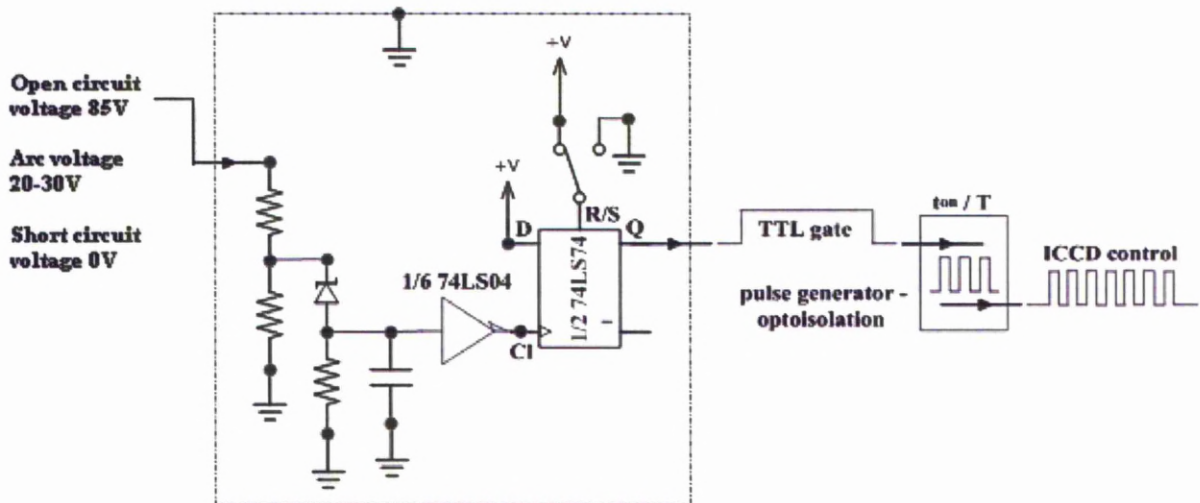 Open circuit
voltage 85V
Arc voltage
20-30V
Short circuit
voltage 0V
+V
+V
R/S
D
Q
1/2 74LS74
1/6 74LS04
Cl
TTL gate
pulse generator -
optoisolation
ton / T
ICCD control